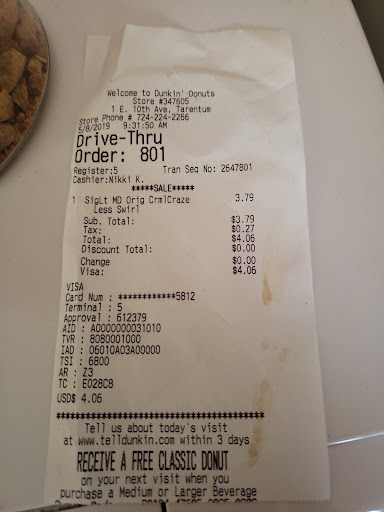 Welcome to Dunkin' Donuts
Store #347605
1 E. 10th Ave, Tarentum
Store Phone # 724-224-2266
5/8/2019 9:31:50 AM
Drive-Thru
Order: 801
Register:5 Tran Seq No: 2647801
Cashier:Nikki K.
*****SALE*****
1 SigLt MD Orig CrmlCraze 3.79
Less Swirl
Sub. Total: $3.79
Tax: $0.27
Total: $4.06
Discount Total: $0.00
Change $0.00
Visa: $4.06
VISA
Card Num : ************5812
Terminal : 5
Approval : 612379
AID : A0000000031010
TVR : 8080001000
IAD : 06010A03A00000
TSI : 6800
AR : Z3
TC : E028C8
USD$ 4.06
****************************************
Tell us about today's visit
at www.telldunkin.com within 3 days
RECEIVE A FREE CLASSIC DONUT
on your next visit when you
purchase a Medium or Larger Beverage